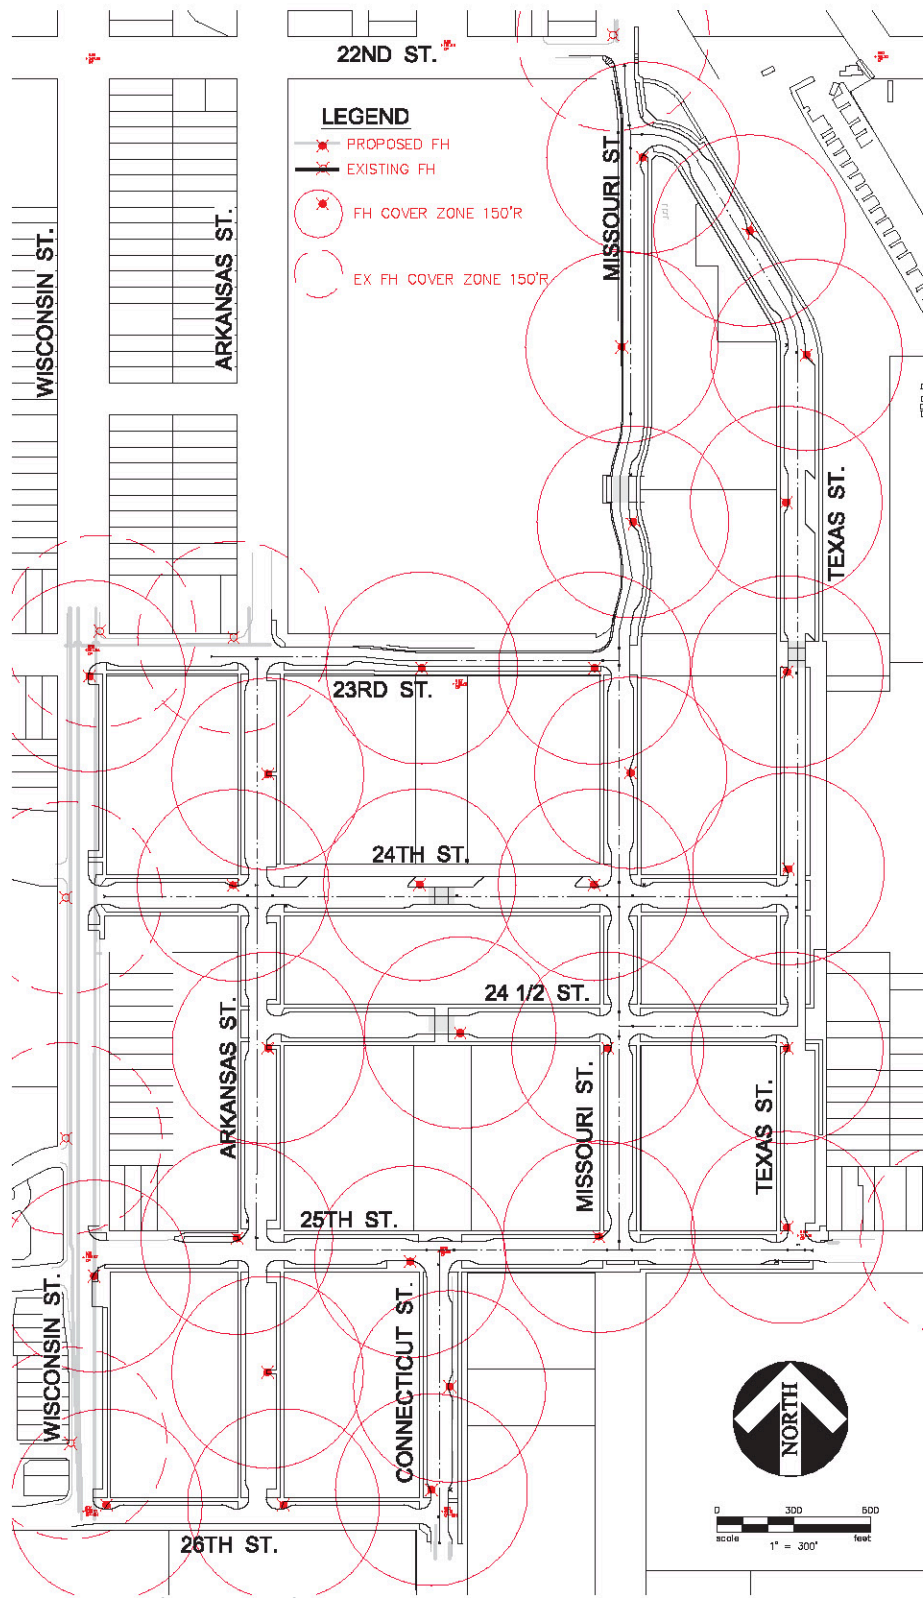 22ND ST.
LEGEND
PROPOSED FH
EXISTING FH
FH COVER ZONE 150'R
EX FH COVER ZONE 150'R
WISCONSIN ST.
ARKANSAS ST.
MISSOURI ST.
TEXAS ST.
23RD ST.
24TH ST.
24 1/2 ST.
ARKANSAS ST.
MISSOURI ST.
TEXAS ST.
25TH ST.
WISCONSIN ST.
CONNECTICUT ST.
26TH ST.
NORTH
0 300 600
scale feet
1" = 300'